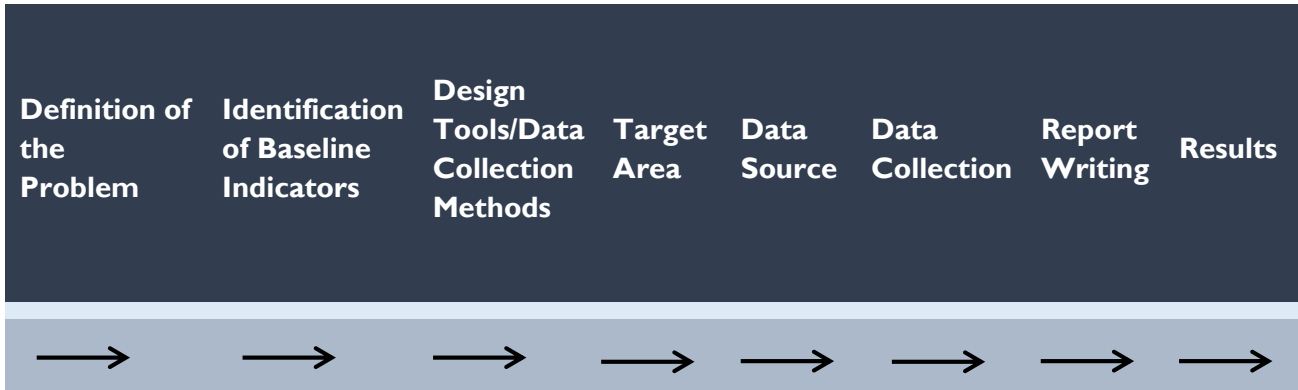 Definition of
the
Problem
Identification
of Baseline
Indicators
Design
Tools/Data
Collection
Methods
Target
Area
Data
Source
Data
Collection
Report
Writing
Results